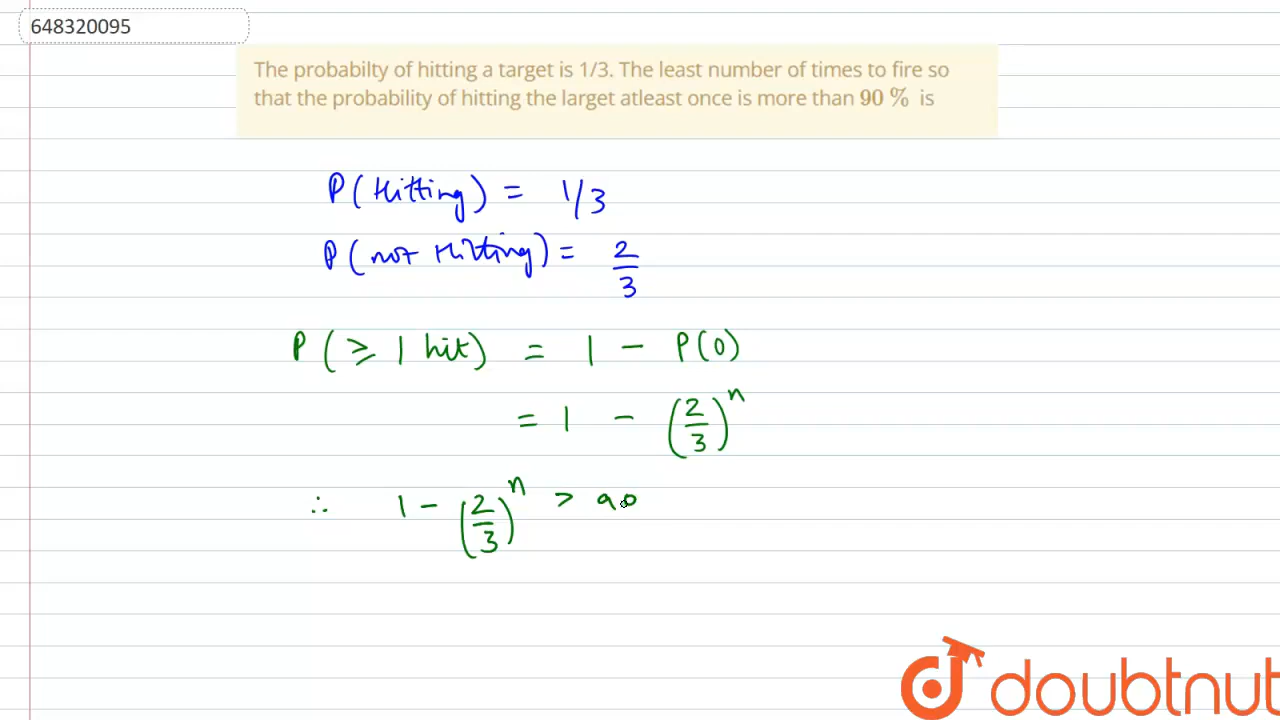 648320095
The probabilty of hitting a target is 1/3. The least number of times to fire so
that the probability of hitting the larget atleast once is more than 90 % is
P(Hitting) = 1/3
P(not Hitting) = 2/3
P(≥ 1 hit) = 1 - P(0)
= 1 - (2/3)^n
∴ 1 - (2/3)^n > 90
doubtnut